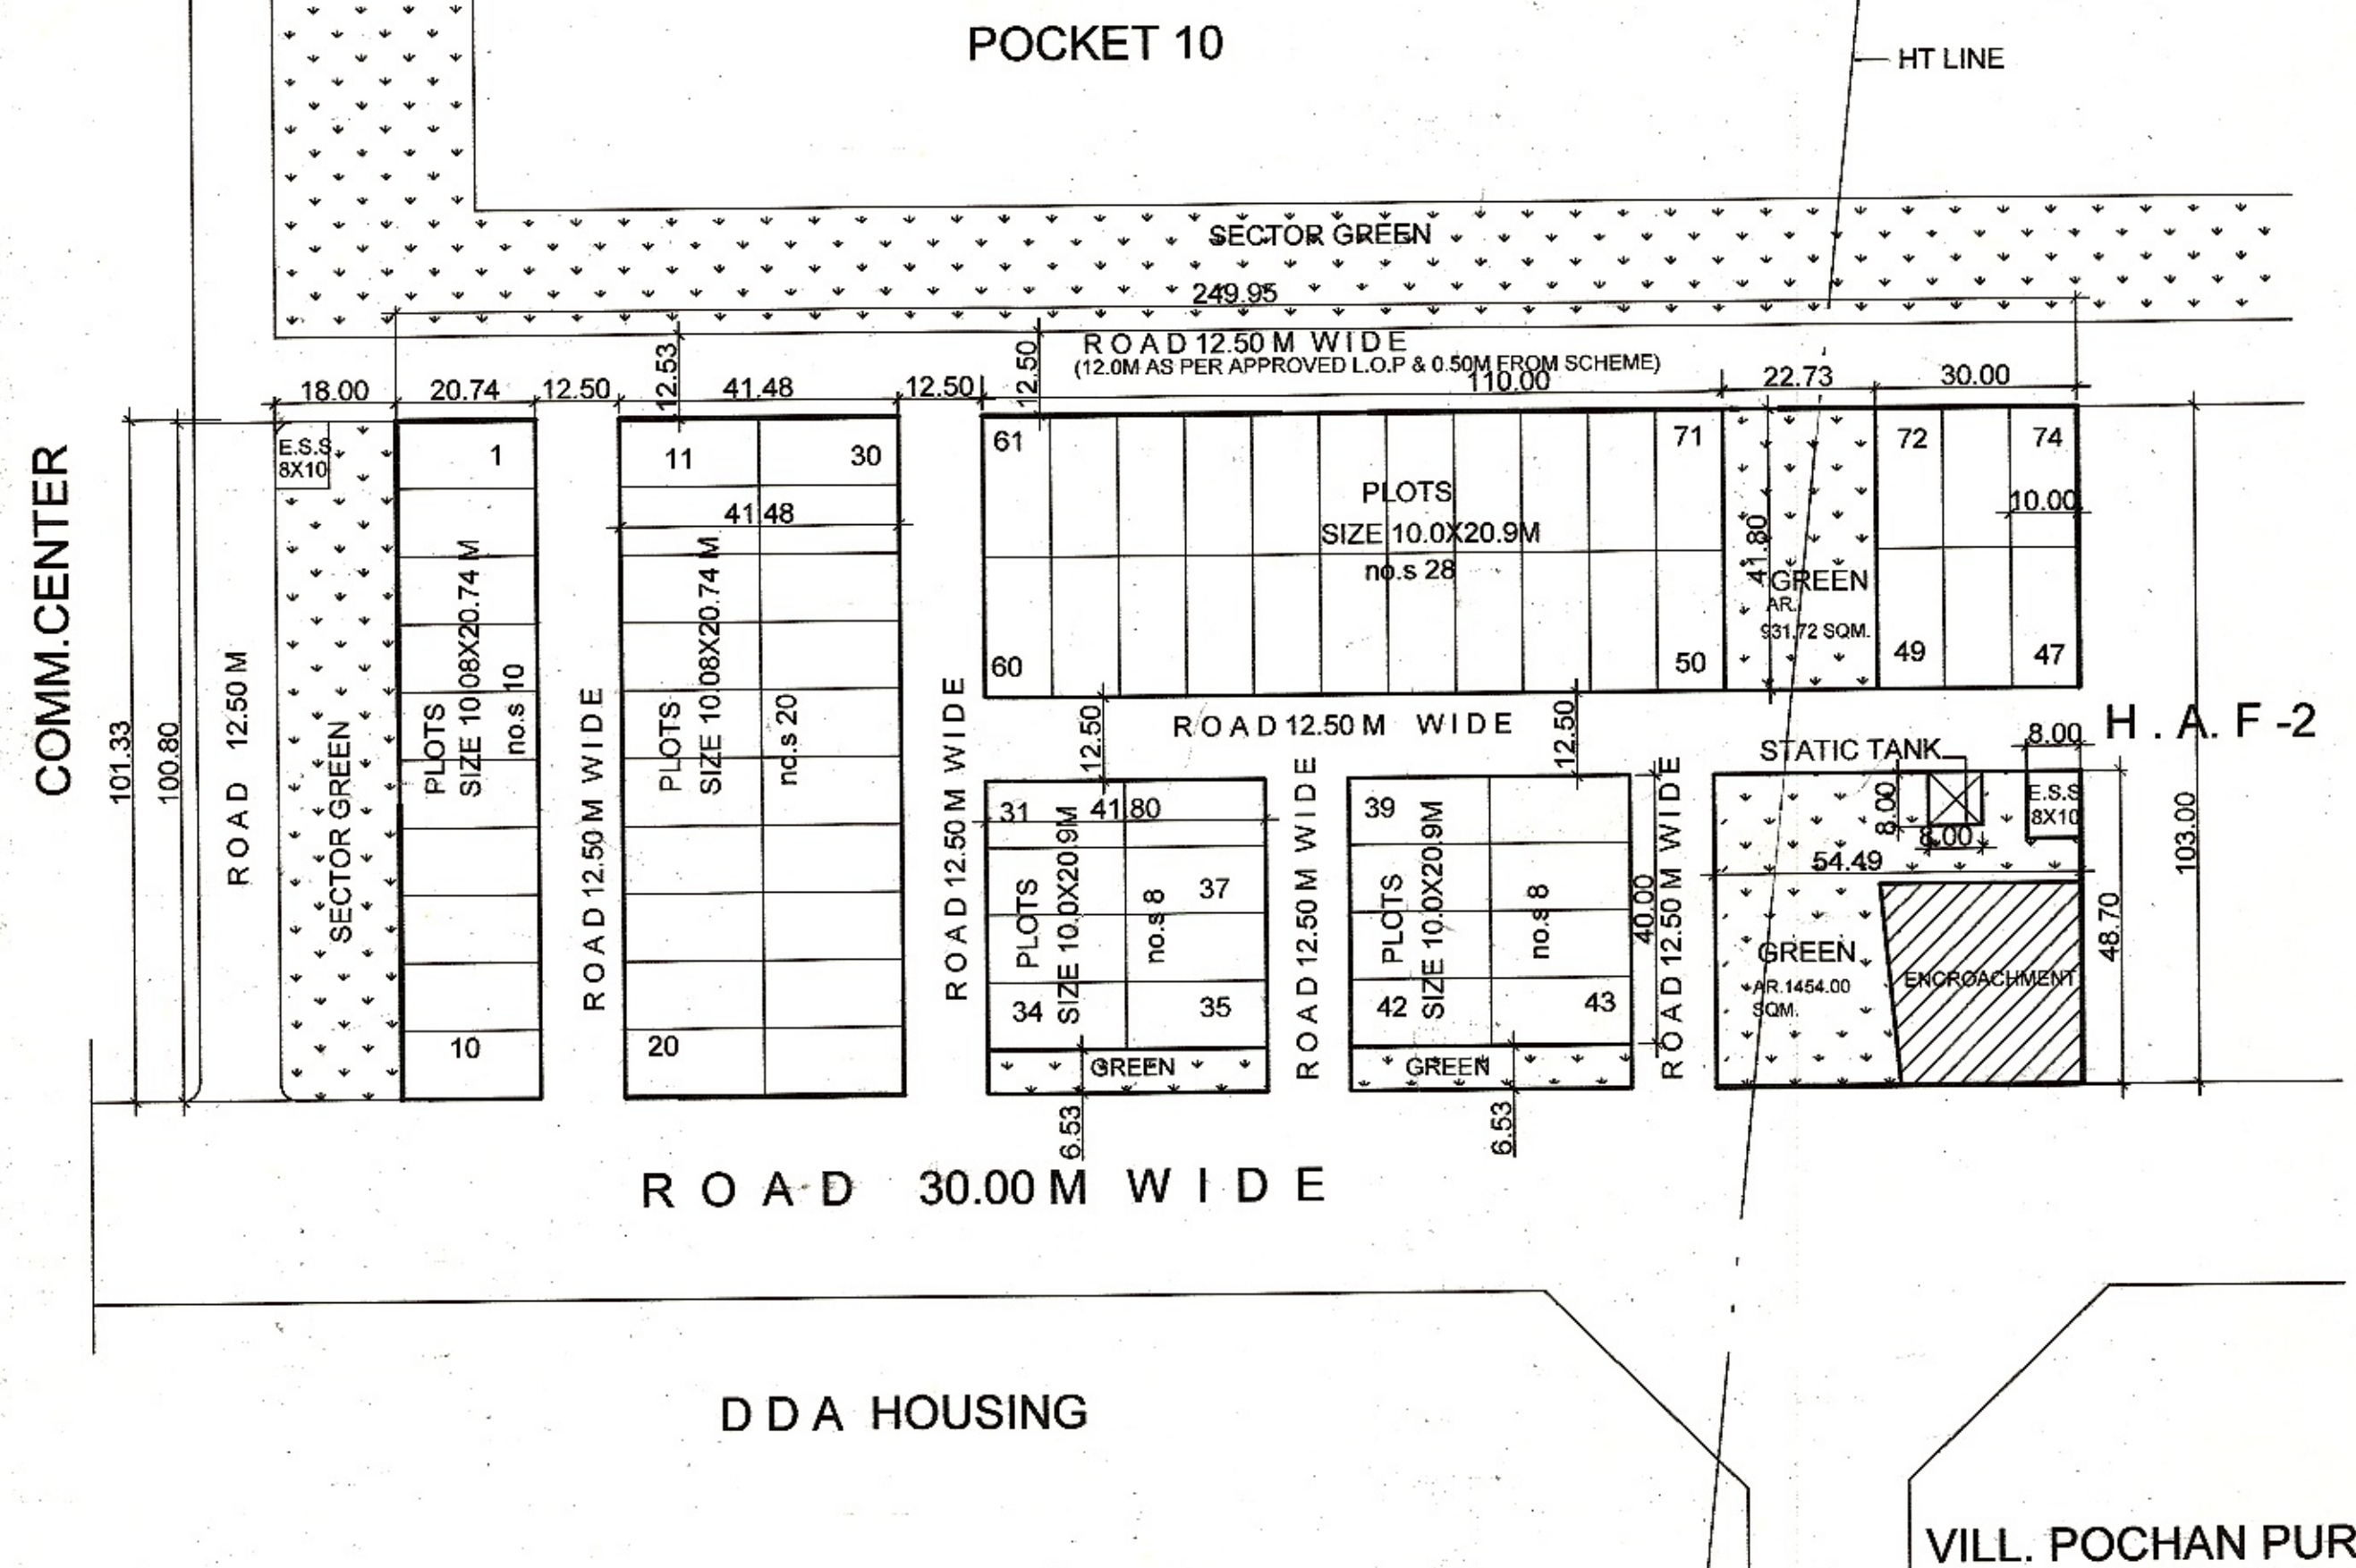 POCKET 10
HT LINE
SECTOR GREEN
249.95
ROAD 12.50 M WIDE
(12.0M AS PER APPROVED L.O.P & 0.50M FROM SCHEME)
12.53
12.50
18.00
20.74
12.50
41.48
12.50
110.00
22.73
30.00
COMM.CENTER
101.33
100.80
ROAD 12.50 M
E.S.S
8X10
SECTOR GREEN
1
PLOTS
SIZE 10.08X20.74 M
no.s 10
10
ROAD 12.50 M WIDE
11
30
41.48
PLOTS
SIZE 10.08X20.74 M
no.s 20
20
ROAD 12.50 M WIDE
61
71
PLOTS
SIZE 10.0X20.9M
no.s 28
60
50
41.80
GREEN
AR.
931.72 SQM.
72
74
10.00
49
47
12.50
ROAD 12.50 M WIDE
12.50
H.A.F-2
31
41.80
PLOTS
SIZE 10.0X20.9M
no.s 8
37
34
35
GREEN
6.53
ROAD 12.50 M WIDE
39
PLOTS
SIZE 10.0X20.9M
no.s 8
42
43
40.00
GREEN
6.53
ROAD 12.50 M WIDE
STATIC TANK
8.00
8.00
8.00
E.S.S
8X10
54.49
GREEN
AR.1454.00
SQM.
ENCROACHMENT
48.70
103.00
ROAD 30.00 M WIDE
DDA HOUSING
VILL. POCHAN PUR